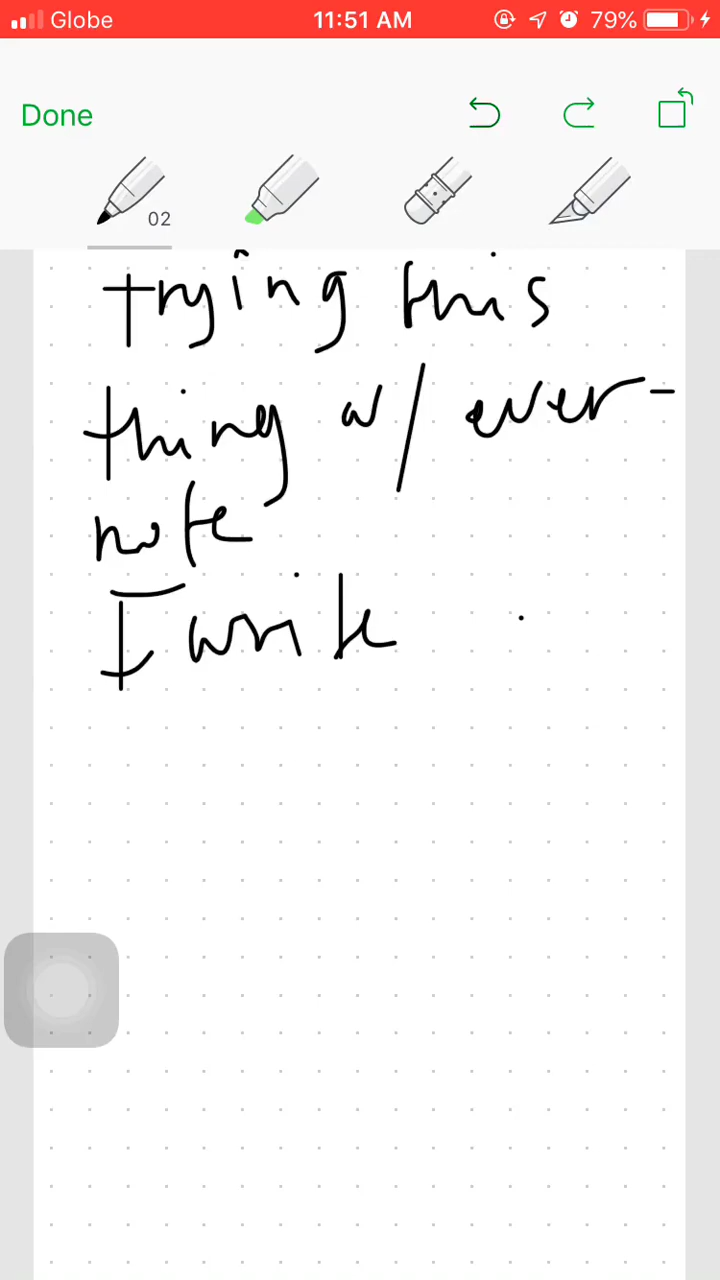 Globe 11:51 AM 79%
Done
02
trying this
thing w/ ever-
note
I write